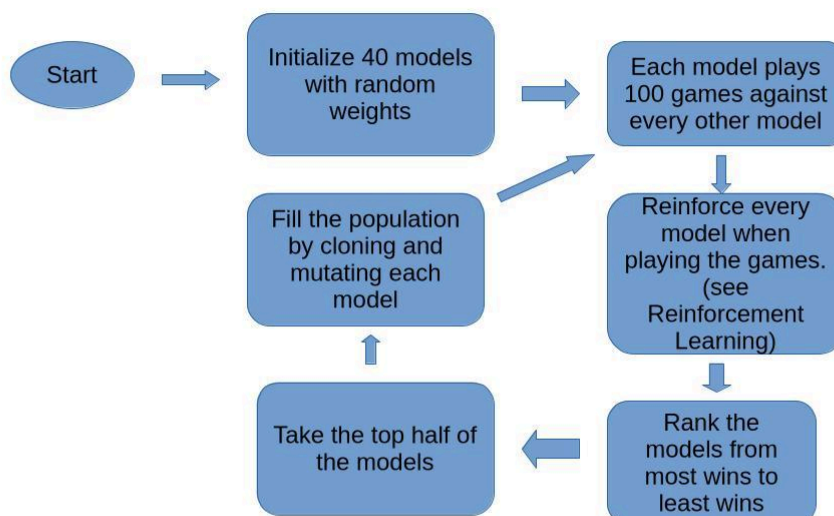 Start
Initialize 40 models
with random
weights
Each model plays
100 games against
every other model
Reinforce every
model when
playing the games.
(see
Reinforcement
Learning)
Rank the
models from
most wins to
least wins
Take the top half of
the models
Fill the population
by cloning and
mutating each
model